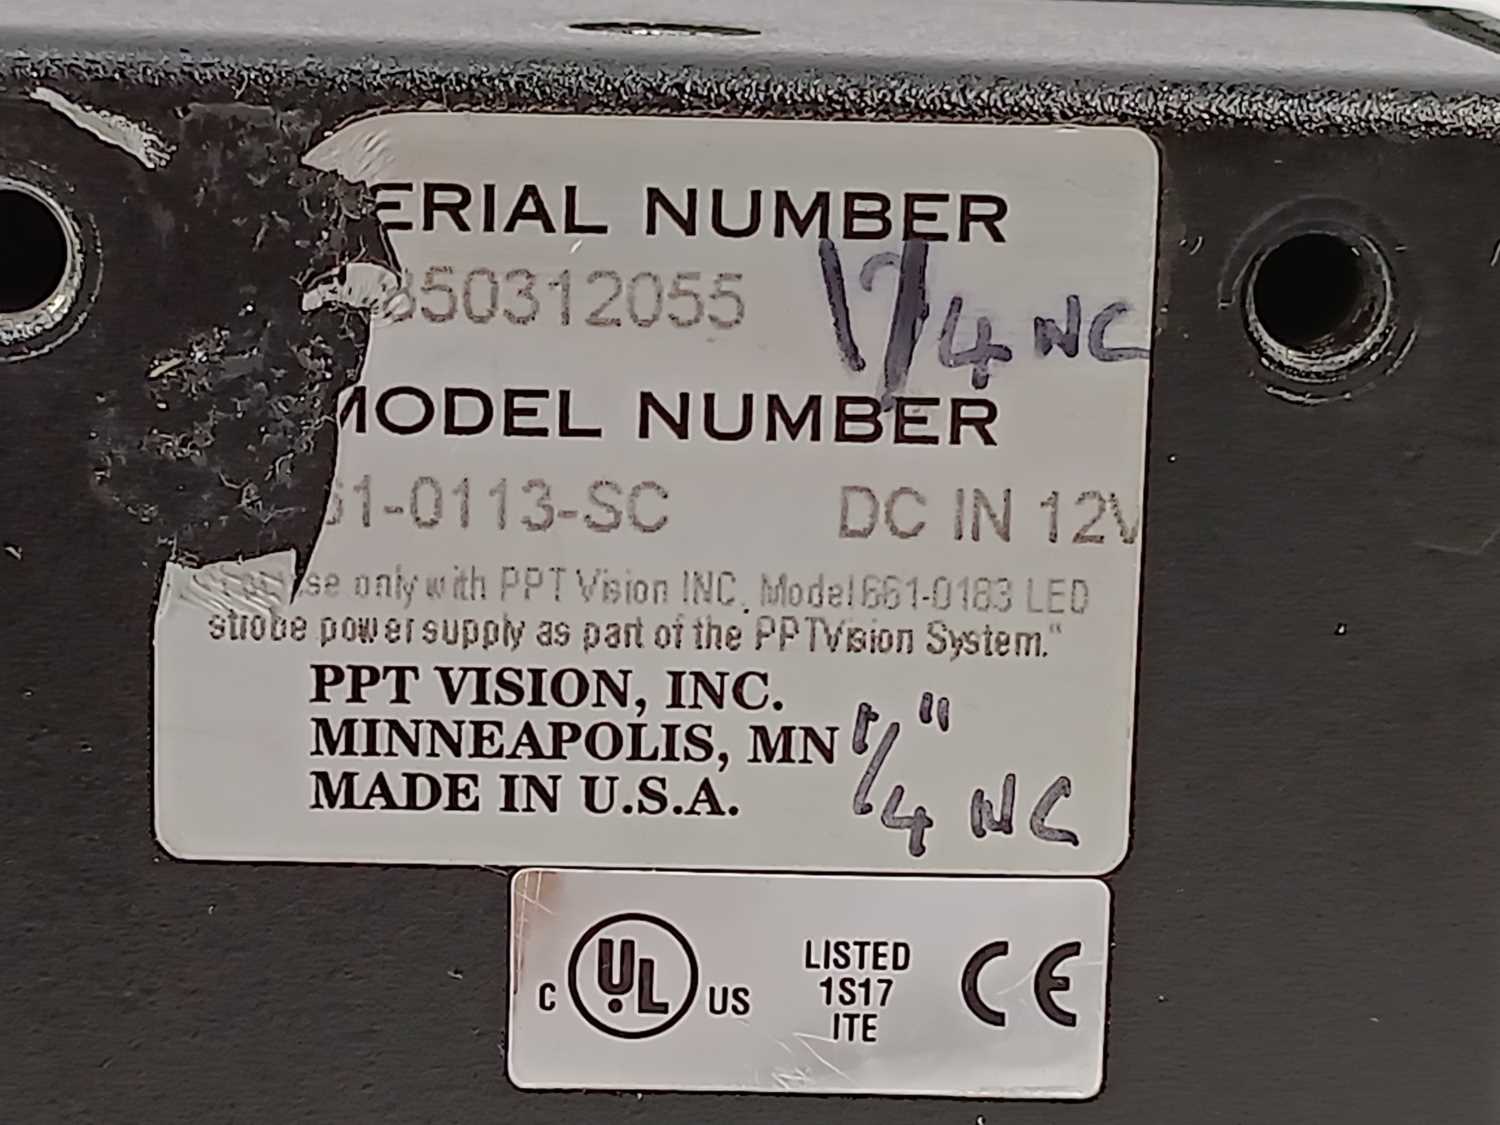 ERIAL NUMBER
850312055
1/4 NC
MODEL NUMBER
61-0113-SC DC IN 12V
use only with PPT Vision INC. Model 661-0183 LED
strobe power supply as part of the PPTVision System."
PPT VISION, INC.
MINNEAPOLIS, MN
MADE IN U.S.A.
1/4" NC
C UL US
LISTED
1S17
ITE
CE